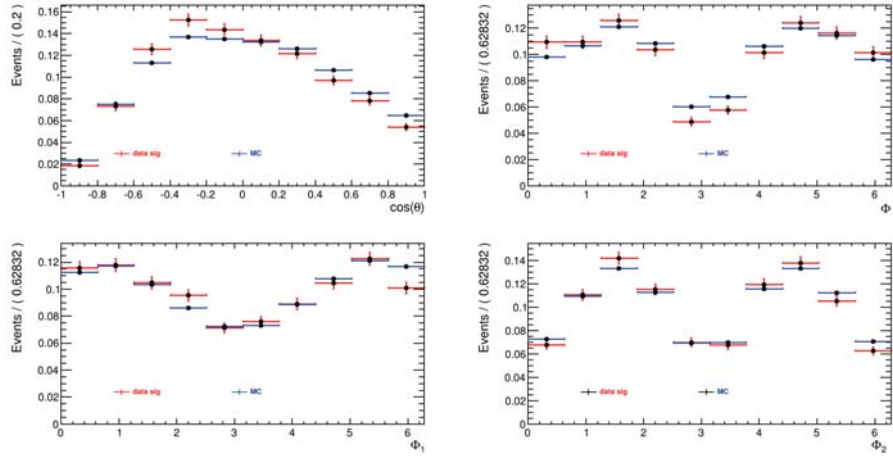 Events / ( 0.2 )
0.16
0.14
0.12
0.1
0.08
0.06
0.04
0.02
0
data sig
MC
-1 -0.8 -0.6 -0.4 -0.2 0 0.2 0.4 0.6 0.8 1
cos(θ)
Events / ( 0.62832 )
0.12
0.1
0.08
0.06
0.04
0.02
0
data sig
MC
0 1 2 3 4 5 6
Φ
Events / ( 0.62832 )
0.12
0.1
0.08
0.06
0.04
0.02
0
data sig
MC
0 1 2 3 4 5 6
Φ1
Events / ( 0.62832 )
0.14
0.12
0.1
0.08
0.06
0.04
0.02
0
data sig
MC
0 1 2 3 4 5 6
Φ2